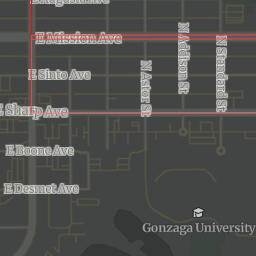 E Mission Ave
N Astor St
N Addison St
N Standard St
E Sinto Ave
E Sharp Ave
E Boone Ave
E Desmet Ave
Gonzaga University